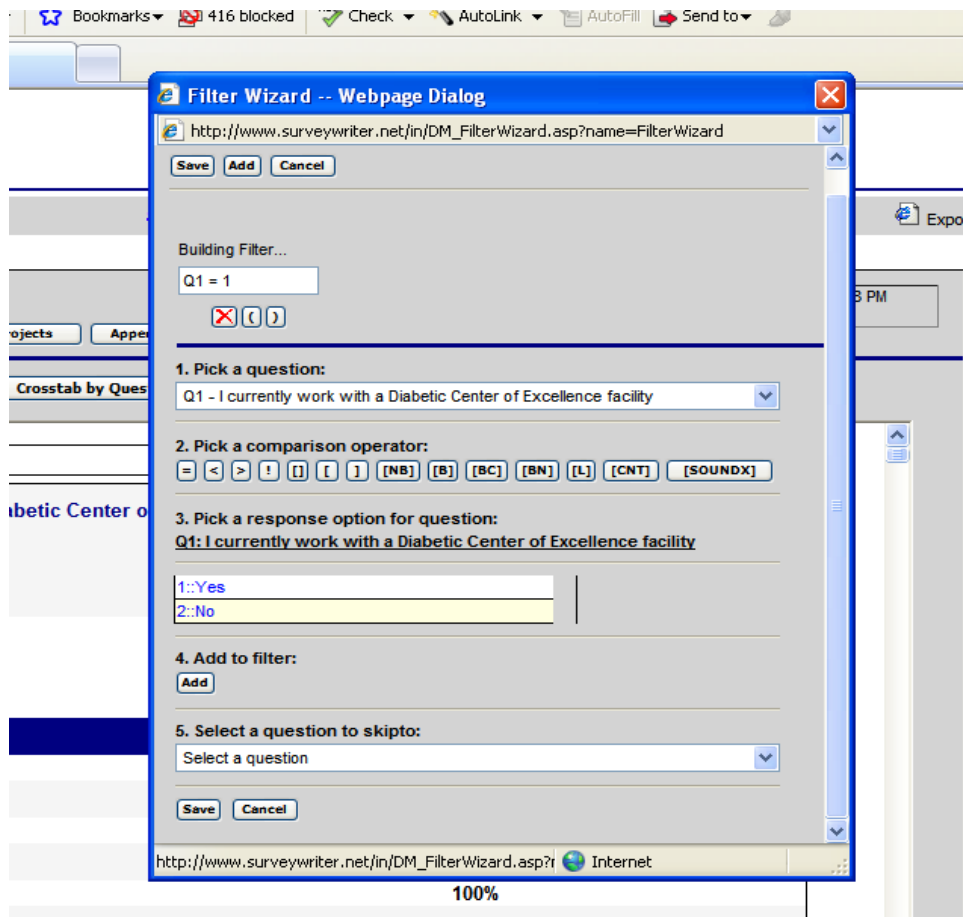 Bookmarks 416 blocked Check AutoLink AutoFill Send to
Filter Wizard -- Webpage Dialog
http://www.surveywriter.net/in/DM_FilterWizard.asp?name=FilterWizard
Save Add Cancel
Expo
Building Filter...
Q1 = 1
( )
3 PM
rojects Apper
1. Pick a question:
Crosstab by Ques
Q1 - I currently work with a Diabetic Center of Excellence facility
2. Pick a comparison operator:
= < > ! [] [ ] [NB] [B] [BC] [BN] [L] [CNT] [SOUNDX]
abetic Center o
3. Pick a response option for question:
Q1: I currently work with a Diabetic Center of Excellence facility
1::Yes
2::No
4. Add to filter:
Add
5. Select a question to skipto:
Select a question
Save Cancel
http://www.surveywriter.net/in/DM_FilterWizard.asp?r Internet
100%